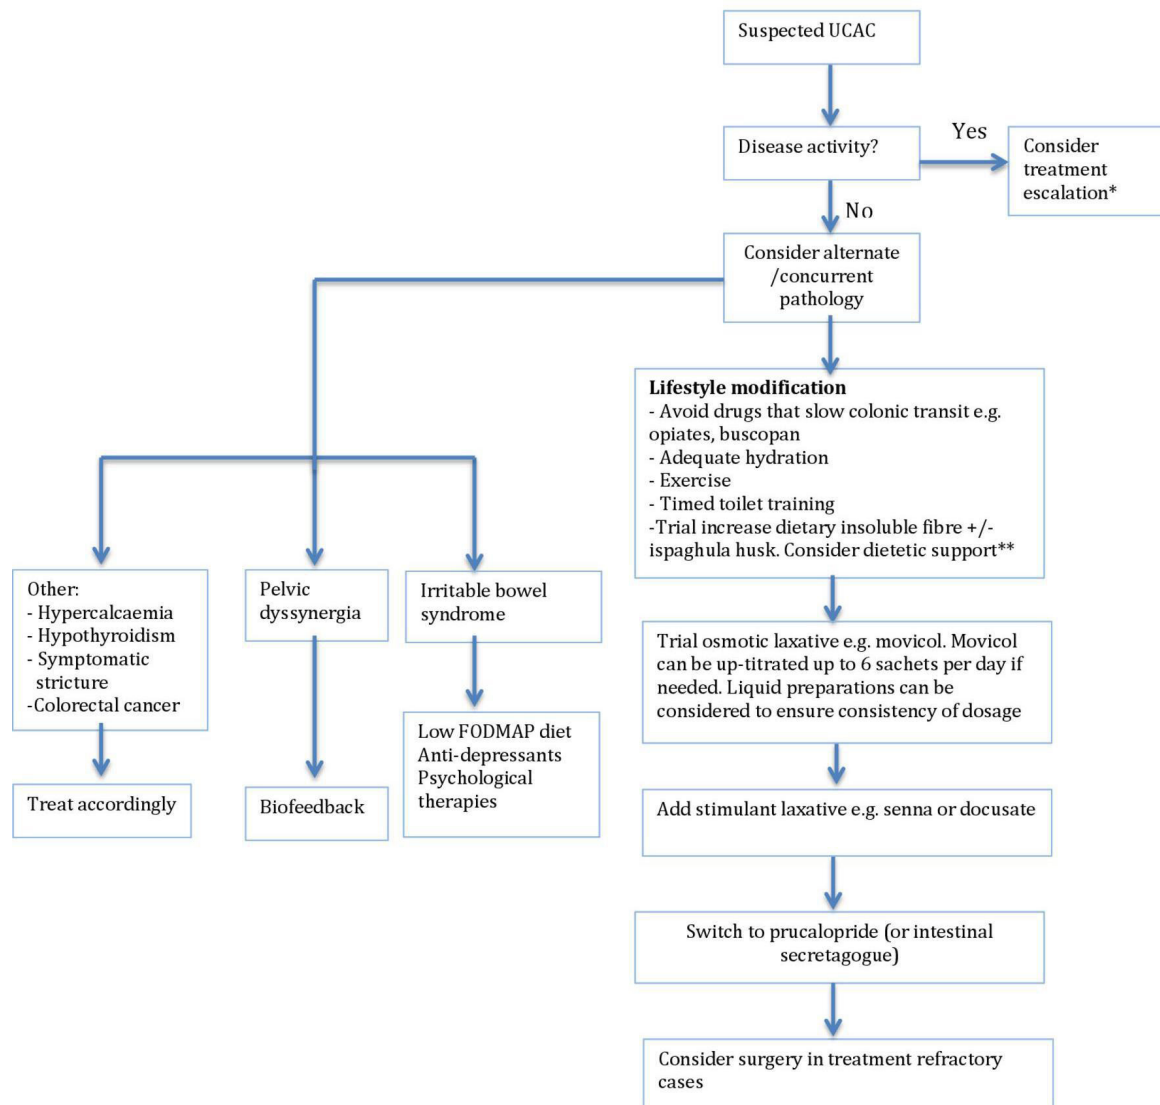 Suspected UCAC
Disease activity?
Yes
Consider
treatment
escalation*
No
Consider alternate
/concurrent
pathology
Lifestyle modification
- Avoid drugs that slow colonic transit e.g.
opiates, buscopan
- Adequate hydration
- Exercise
- Timed toilet training
-Trial increase dietary insoluble fibre +/-
ispaghula husk. Consider dietetic support**
Other:
- Hypercalcaemia
- Hypothyroidism
- Symptomatic
stricture
-Colorectal cancer
Pelvic
dyssynergia
Irritable bowel
syndrome
Trial osmotic laxative e.g. movicol. Movicol
can be up-titrated up to 6 sachets per day if
needed. Liquid preparations can be
considered to ensure consistency of dosage
Low FODMAP diet
Anti-depressants
Psychological
therapies
Treat accordingly
Biofeedback
Add stimulant laxative e.g. senna or docusate
Switch to prucalopride (or intestinal
secretagogue)
Consider surgery in treatment refractory
cases